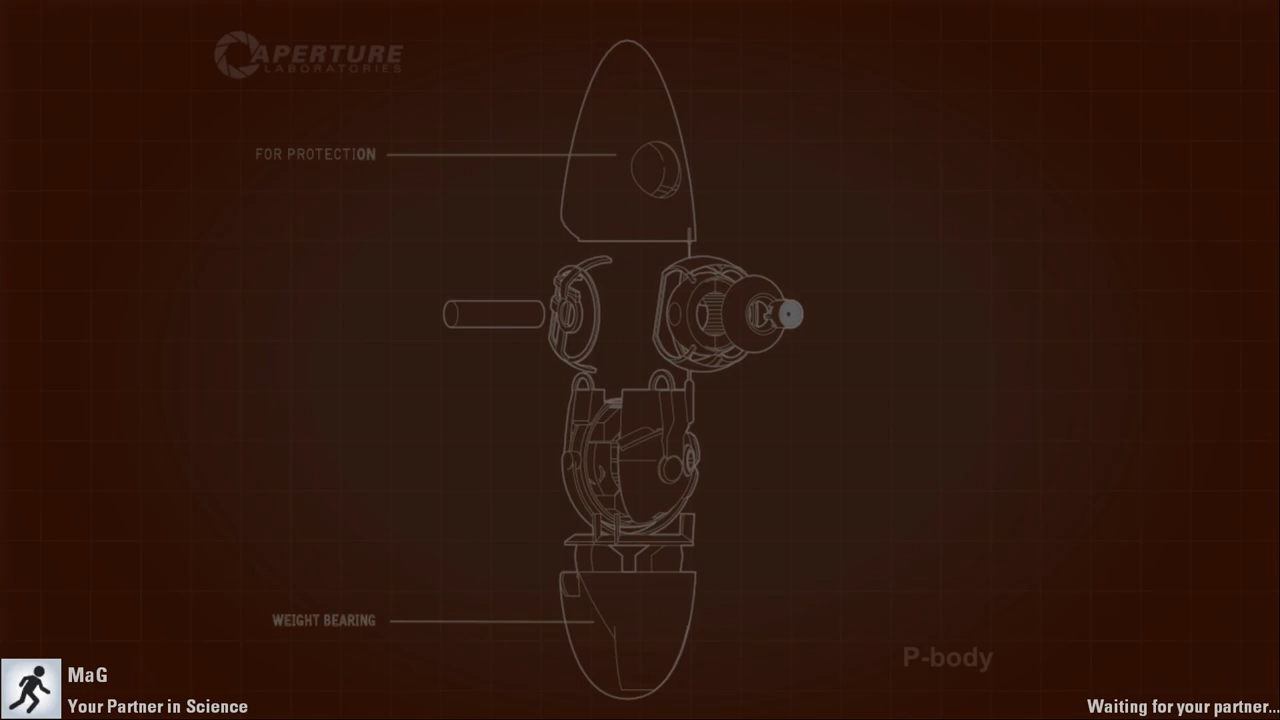 APERTURE
LABORATORIES
FOR PROTECTION
WEIGHT BEARING
P-body
MaG
Your Partner in Science
Waiting for your partner...